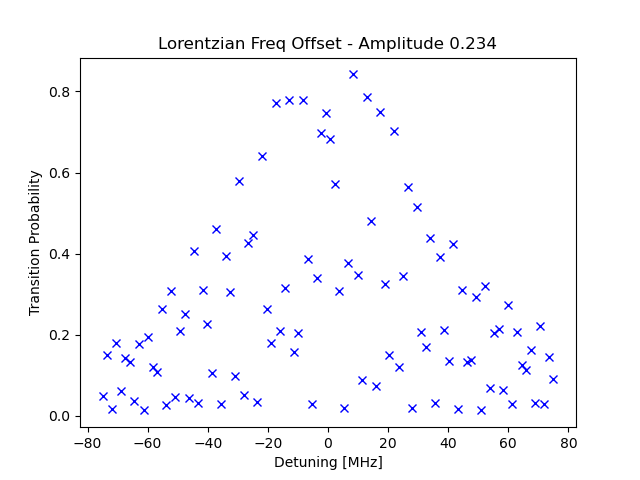 Lorentzian Freq Offset - Amplitude 0.234
Transition Probability
0.8
0.6
0.4
0.2
0.0
−80 −60 −40 −20 0 20 40 60 80
Detuning [MHz]